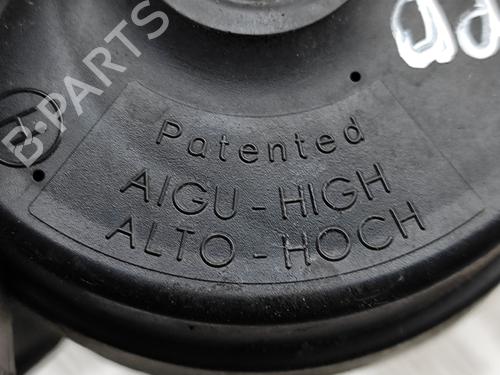 B-PARTS
Patented
AIGU - HIGH
ALTO - HOCH